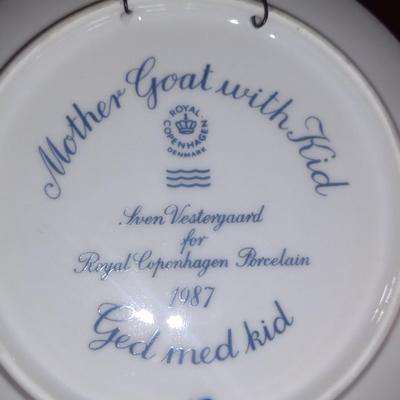 Mother Goat with Kid
ROYAL
COPENHAGEN
DENMARK
Sven Vestergaard
for
Royal Copenhagen Porcelain
1987
Ged med kid